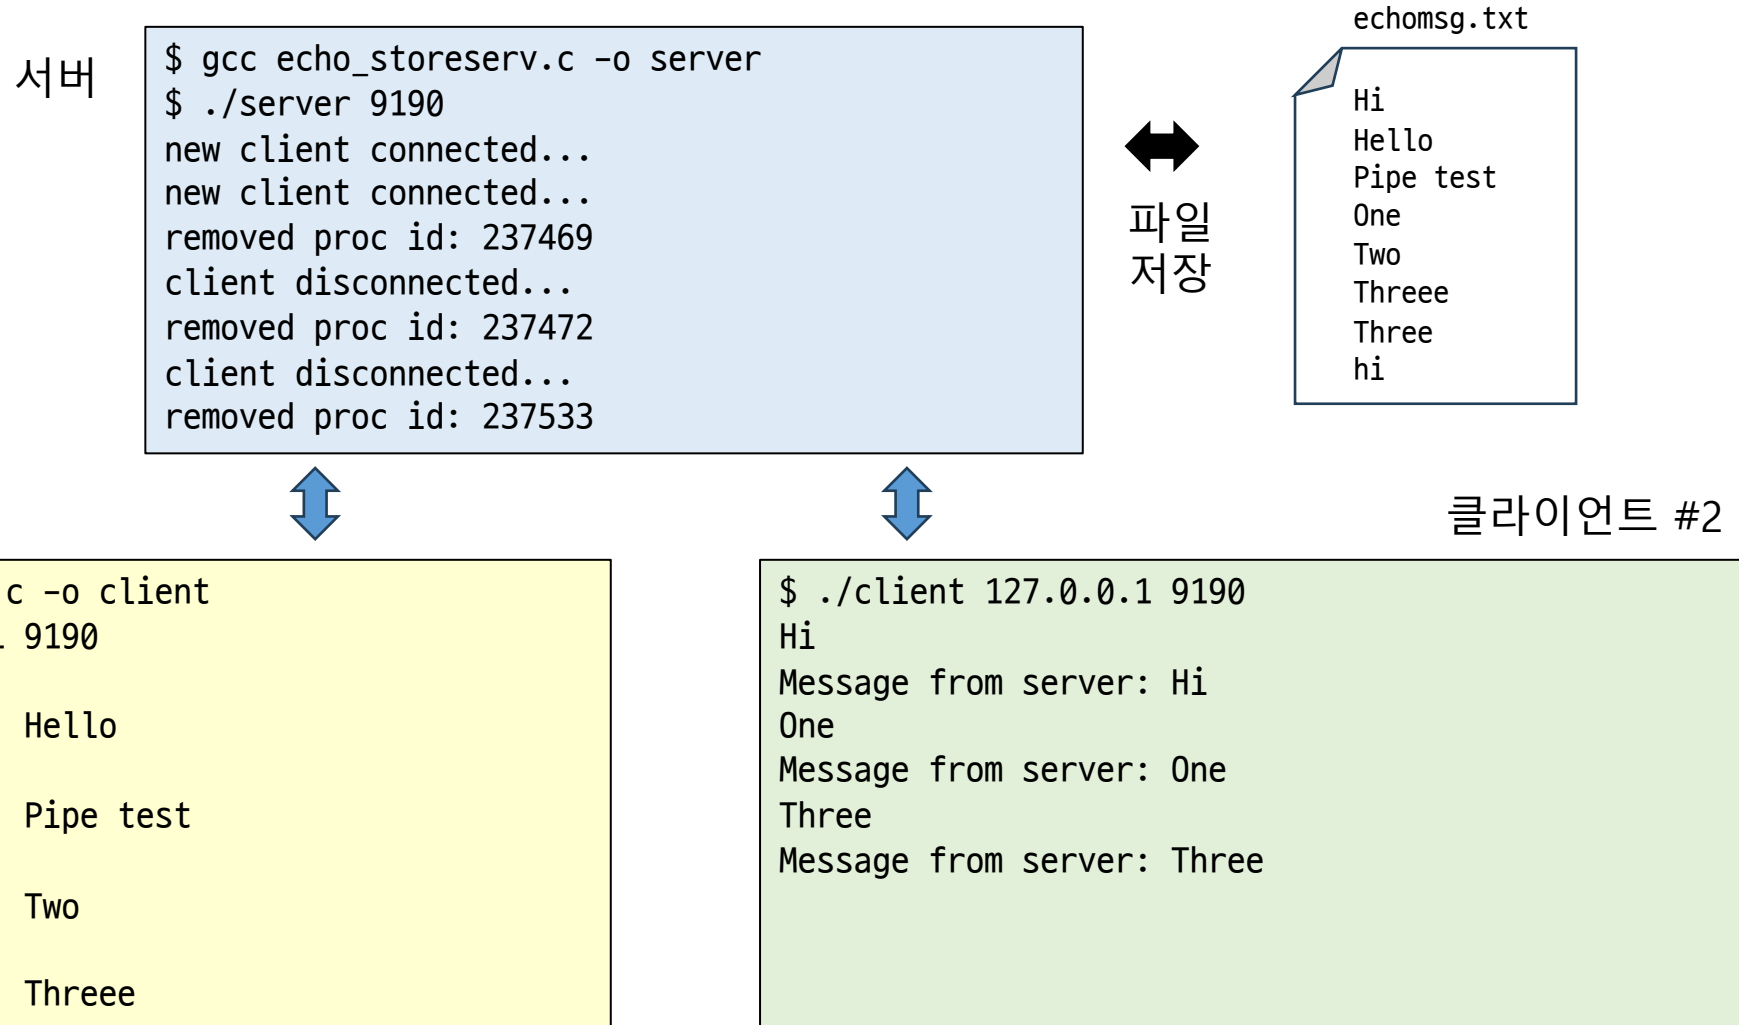 서버
$ gcc echo_storeserv.c –o server
$ ./server 9190
new client connected...
new client connected...
removed proc id: 237469
client disconnected...
removed proc id: 237472
client disconnected...
removed proc id: 237533
파일
저장
echomsg.txt
Hi
Hello
Pipe test
One
Two
Threee
Three
hi
c –o client
9190
Hello
Pipe test
Two
Threee
클라이언트 #2
$ ./client 127.0.0.1 9190
Hi
Message from server: Hi
One
Message from server: One
Three
Message from server: Three